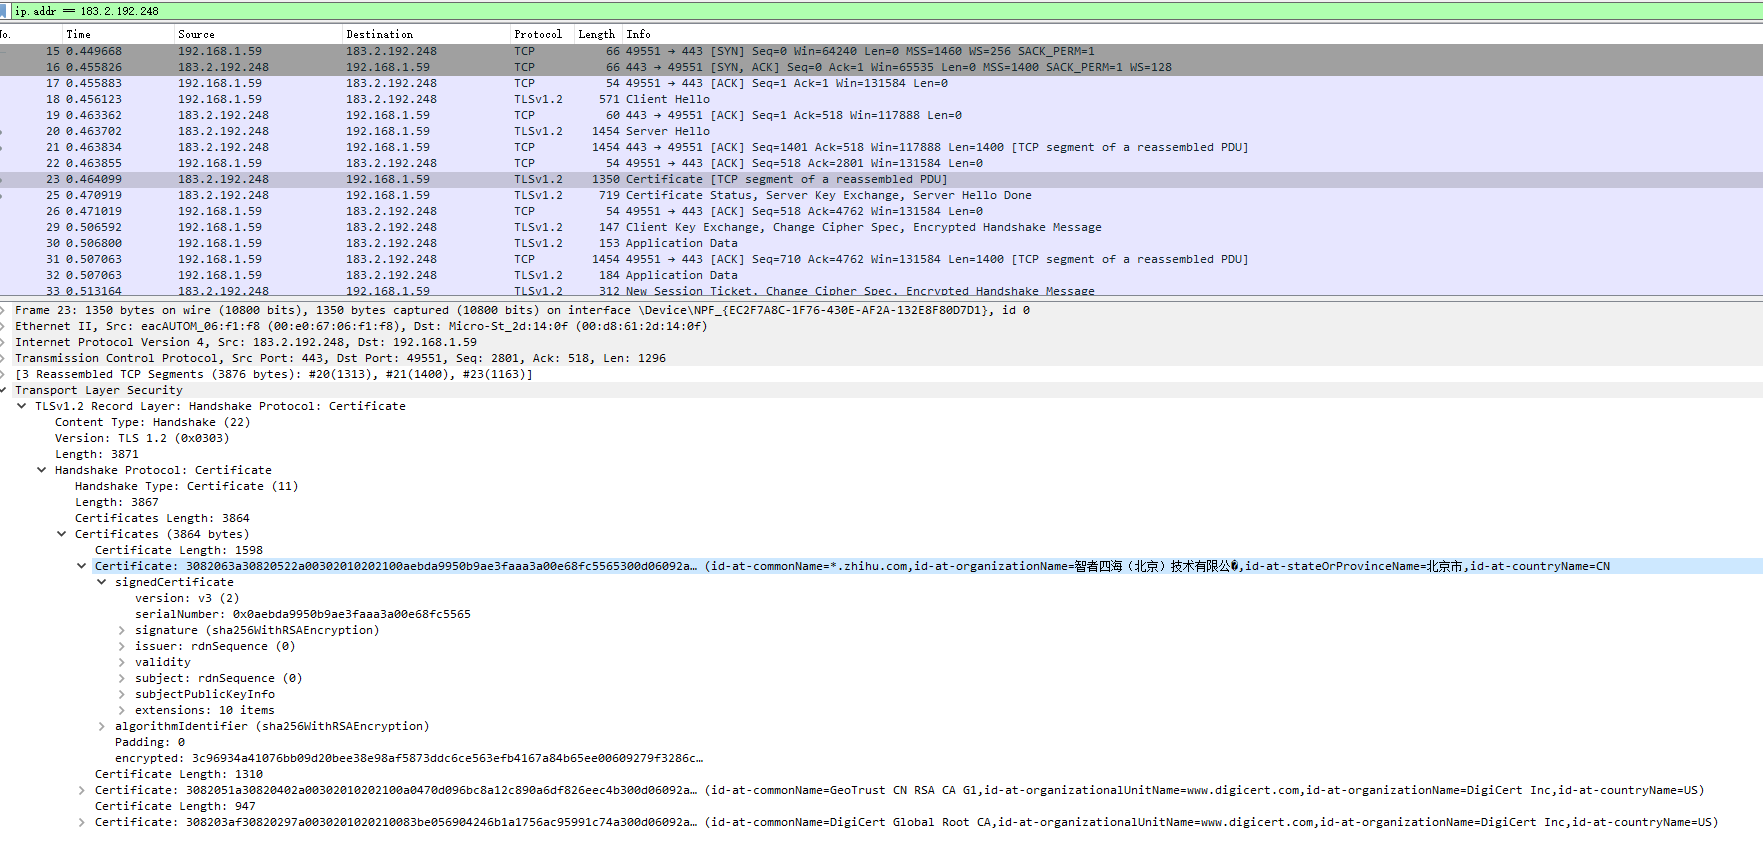 ip.addr == 183.2.192.248
No. Time Source Destination Protocol Length Info
15 0.449668 192.168.1.59 183.2.192.248 TCP 66 49551 → 443 [SYN] Seq=0 Win=64240 Len=0 MSS=1460 WS=256 SACK_PERM=1
16 0.455826 183.2.192.248 192.168.1.59 TCP 66 443 → 49551 [SYN, ACK] Seq=0 Ack=1 Win=65535 Len=0 MSS=1400 SACK_PERM=1 WS=128
17 0.455883 192.168.1.59 183.2.192.248 TCP 54 49551 → 443 [ACK] Seq=1 Ack=1 Win=131584 Len=0
18 0.456123 192.168.1.59 183.2.192.248 TLSv1.2 571 Client Hello
19 0.463362 183.2.192.248 192.168.1.59 TCP 60 443 → 49551 [ACK] Seq=1 Ack=518 Win=117888 Len=0
20 0.463702 183.2.192.248 192.168.1.59 TLSv1.2 1454 Server Hello
21 0.463834 183.2.192.248 192.168.1.59 TCP 1454 443 → 49551 [ACK] Seq=1401 Ack=518 Win=117888 Len=1400 [TCP segment of a reassembled PDU]
22 0.463855 192.168.1.59 183.2.192.248 TCP 54 49551 → 443 [ACK] Seq=518 Ack=2801 Win=131584 Len=0
23 0.464099 183.2.192.248 192.168.1.59 TLSv1.2 1350 Certificate [TCP segment of a reassembled PDU]
25 0.470919 183.2.192.248 192.168.1.59 TLSv1.2 719 Certificate Status, Server Key Exchange, Server Hello Done
26 0.471019 192.168.1.59 183.2.192.248 TCP 54 49551 → 443 [ACK] Seq=518 Ack=4762 Win=131584 Len=0
29 0.506592 192.168.1.59 183.2.192.248 TLSv1.2 147 Client Key Exchange, Change Cipher Spec, Encrypted Handshake Message
30 0.506800 192.168.1.59 183.2.192.248 TLSv1.2 153 Application Data
31 0.507063 192.168.1.59 183.2.192.248 TCP 1454 49551 → 443 [ACK] Seq=710 Ack=4762 Win=131584 Len=1400 [TCP segment of a reassembled PDU]
32 0.507063 192.168.1.59 183.2.192.248 TLSv1.2 184 Application Data
33 0.513164 183.2.192.248 192.168.1.59 TLSv1.2 312 New Session Ticket, Change Cipher Spec, Encrypted Handshake Message
Frame 23: 1350 bytes on wire (10800 bits), 1350 bytes captured (10800 bits) on interface \Device\NPF_{EC2F7A8C-1F76-430E-AF2A-132E8F80D7D1}, id 0
Ethernet II, Src: eacAUTOM_06:f1:f8 (00:e0:67:06:f1:f8), Dst: Micro-St_2d:14:0f (00:d8:61:2d:14:0f)
Internet Protocol Version 4, Src: 183.2.192.248, Dst: 192.168.1.59
Transmission Control Protocol, Src Port: 443, Dst Port: 49551, Seq: 2801, Ack: 518, Len: 1296
[3 Reassembled TCP Segments (3876 bytes): #20(1313), #21(1400), #23(1163)]
Transport Layer Security
TLSv1.2 Record Layer: Handshake Protocol: Certificate
Content Type: Handshake (22)
Version: TLS 1.2 (0x0303)
Length: 3871
Handshake Protocol: Certificate
Handshake Type: Certificate (11)
Length: 3867
Certificates Length: 3864
Certificates (3864 bytes)
Certificate Length: 1598
Certificate: 3082063a30820522a00302010202100aebda9950b9ae3faaa3a00e68fc5565300d06092a… (id-at-commonName=*.zhihu.com,id-at-organizationName=智者四海（北京）技术有限公�,id-at-stateOrProvinceName=北京市,id-at-countryName=CN
signedCertificate
version: v3 (2)
serialNumber: 0x0aebda9950b9ae3faaa3a00e68fc5565
signature (sha256WithRSAEncryption)
issuer: rdnSequence (0)
validity
subject: rdnSequence (0)
subjectPublicKeyInfo
extensions: 10 items
algorithmIdentifier (sha256WithRSAEncryption)
Padding: 0
encrypted: 3c96934a41076bb09d20bee38e98af5873ddc6ce563efb4167a84b65ee00609279f3286c…
Certificate Length: 1310
Certificate: 3082051a30820402a00302010202100a0470d096bc8a12c890a6df826eec4b300d06092a… (id-at-commonName=GeoTrust CN RSA CA G1,id-at-organizationalUnitName=www.digicert.com,id-at-organizationName=DigiCert Inc,id-at-countryName=US)
Certificate Length: 947
Certificate: 308203af30820297a0030201020210083be056904246b1a1756ac95991c74a300d06092a… (id-at-commonName=DigiCert Global Root CA,id-at-organizationalUnitName=www.digicert.com,id-at-organizationName=DigiCert Inc,id-at-countryName=US)